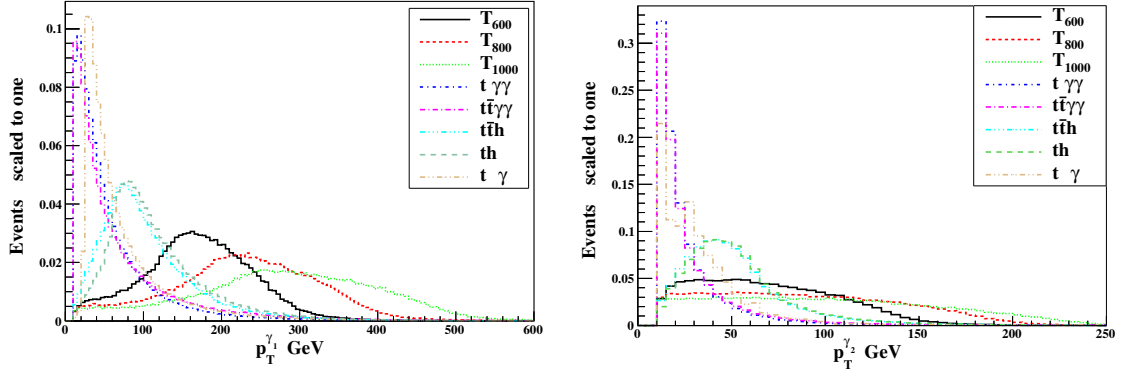 Events scaled to one
0.1
0.08
0.06
0.04
0.02
0
T600
T800
T1000
t γγ
tt̄γγ
tt̄h
th
t γ
0 100 200 300 400 500 600
pTγ1 GeV
Events scaled to one
0.3
0.25
0.2
0.15
0.1
0.05
0
T600
T800
T1000
t γγ
tt̄γγ
tt̄h
th
t γ
0 50 100 150 200 250
pTγ2 GeV